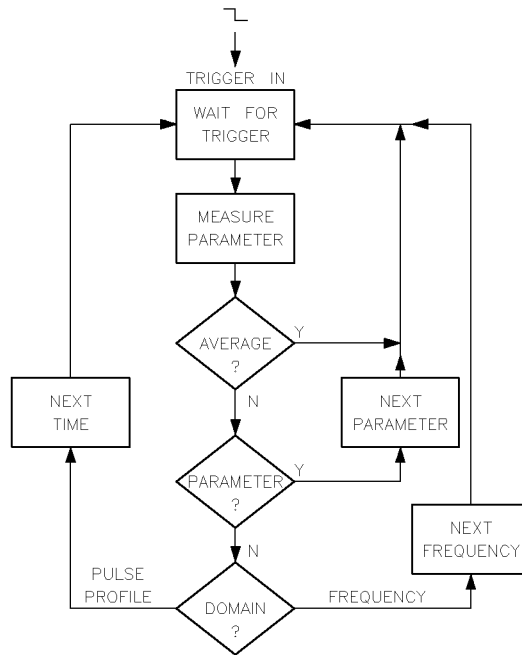 TRIGGER IN
WAIT FOR
TRIGGER
MEASURE
PARAMETER
AVERAGE
?
Y
N
NEXT
TIME
NEXT
PARAMETER
PARAMETER
?
Y
N
NEXT
FREQUENCY
PULSE
PROFILE
DOMAIN
?
FREQUENCY